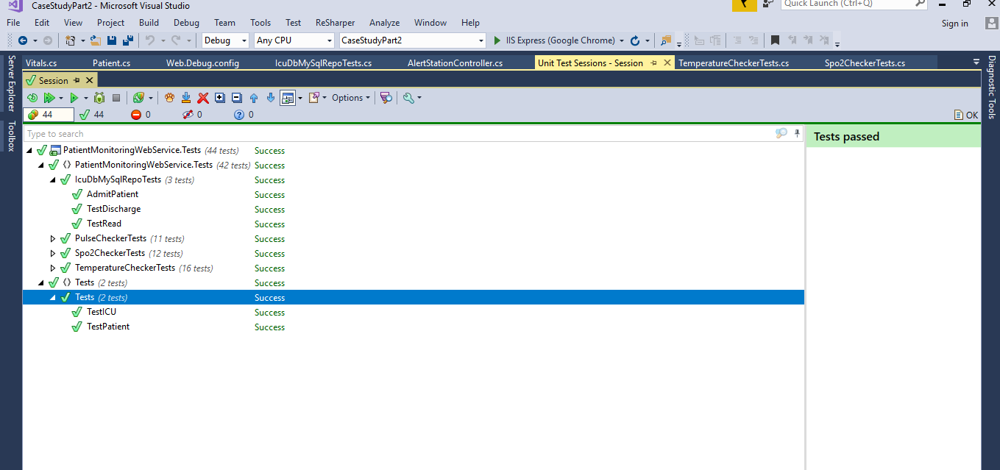 CaseStudyPart2 - Microsoft Visual Studio
Quick Launch (Ctrl+Q)
File Edit View Project Build Debug Team Tools Test ReSharper Analyze Window Help
Sign in
Debug Any CPU CaseStudyPart2 IIS Express (Google Chrome)
Server Explorer
Toolbox
Diagnostic Tools
Vitals.cs Patient.cs Web.Debug.config IcuDbMySqlRepoTests.cs AlertStationController.cs Unit Test Sessions - Session TemperatureCheckerTests.cs Spo2CheckerTests.cs
Session
Options
44 44 0 0 0 OK
Type to search
Tests passed
PatientMonitoringWebService.Tests (44 tests) Success
PatientMonitoringWebService.Tests (42 tests) Success
IcuDbMySqlRepoTests (3 tests) Success
AdmitPatient Success
TestDischarge Success
TestRead Success
PulseCheckerTests (11 tests) Success
Spo2CheckerTests (12 tests) Success
TemperatureCheckerTests (16 tests) Success
Tests (2 tests) Success
Tests (2 tests) Success
TestICU Success
TestPatient Success